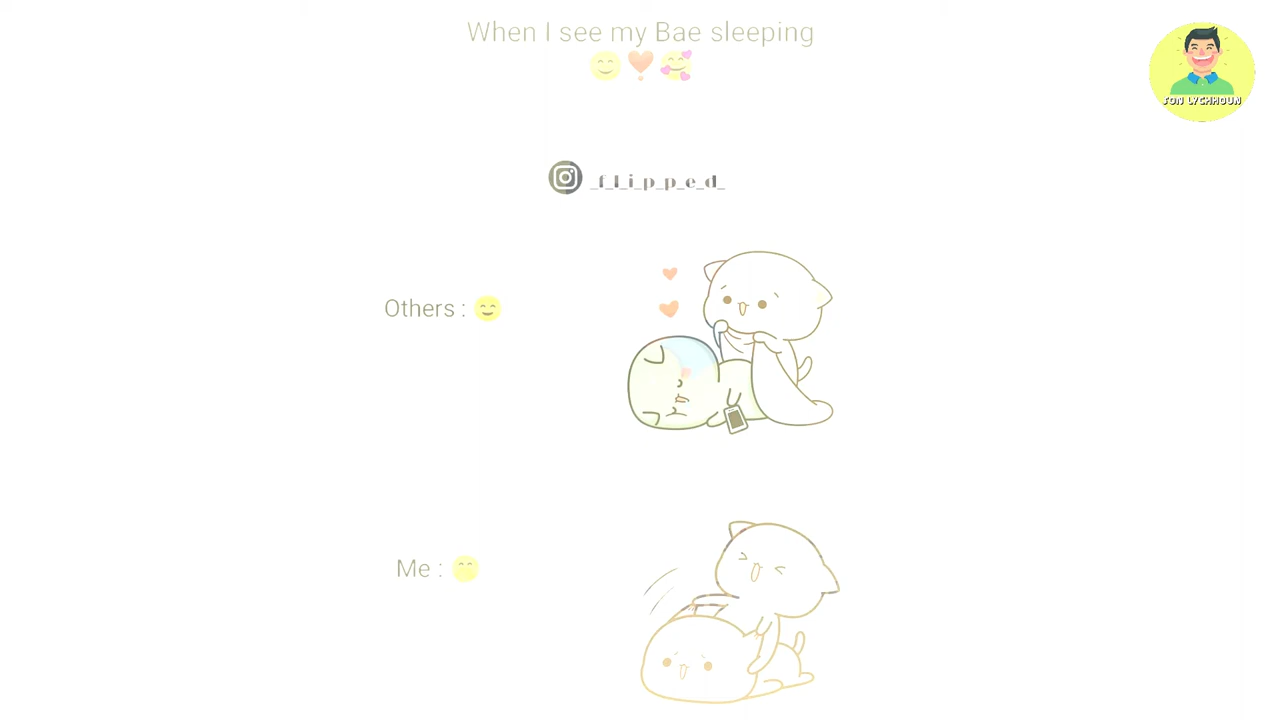 When I see my Bae sleeping
😊❣️🥰
SON LYCHHOUN
_f_l_i_p_p_e_d_
Others : 😊
Me : 😁